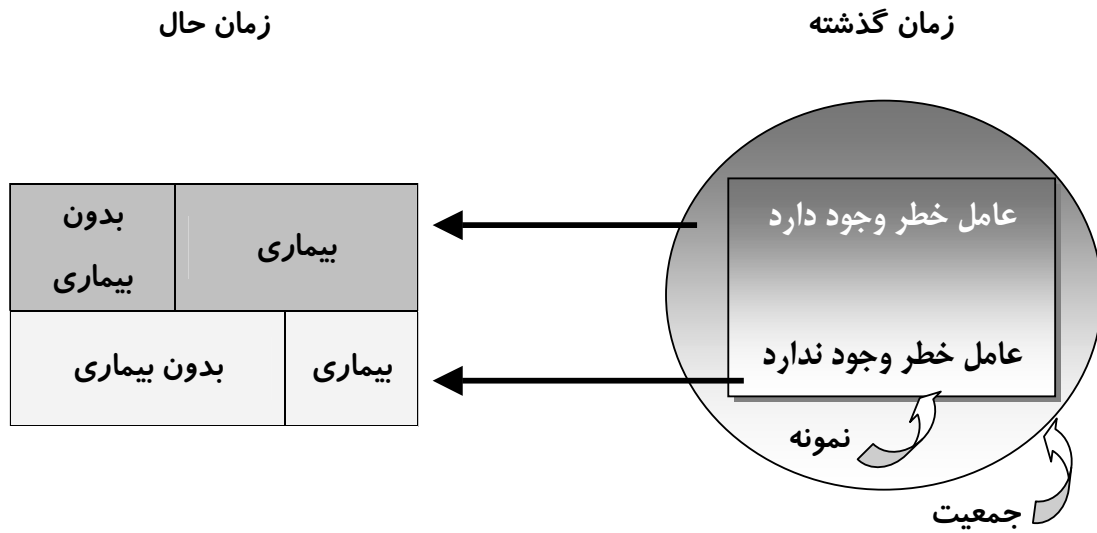 زمان گذشته
زمان حال
عامل خطر وجود دارد
عامل خطر وجود ندارد
نمونه
جمعیت
بیماری
بدون
بیماری
بیماری
بدون بیماری